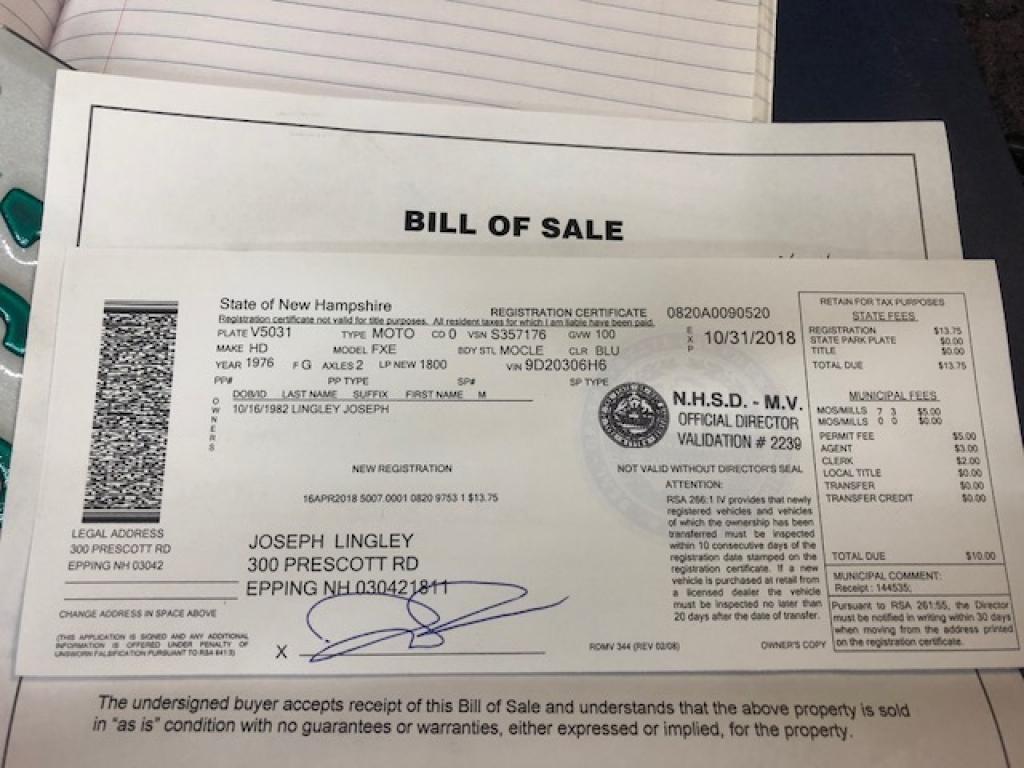 BILL OF SALE
State of New Hampshire
REGISTRATION CERTIFICATE 0820A0090520
Registration certificate not valid for title purposes. All resident taxes for which I am liable have been paid.
PLATE V5031 TYPE MOTO CD 0 VSN S357176 GVW 100
MAKE HD MODEL FXE BDY STL MOCLE CLR BLU
YEAR 1976 F G AXLES 2 LP NEW 1800 VIN 9D20306H6
PP# PP TYPE SP# SP TYPE
EXP 10/31/2018
OWNERS
DOB/ID LAST NAME SUFFIX FIRST NAME M
10/16/1982 LINGLEY JOSEPH
N.H.S.D. - M.V.
OFFICIAL DIRECTOR
VALIDATION # 2239
NEW REGISTRATION
NOT VALID WITHOUT DIRECTOR'S SEAL
16APR2018 5007.0001 0820 9753 1 $13.75
ATTENTION:
RSA 266:1 IV provides that newly
registered vehicles and vehicles
of which the ownership has been
transferred must be inspected
within 10 consecutive days of the
registration date stamped on the
registration certificate. If a new
vehicle is purchased at retail from
a licensed dealer the vehicle
must be inspected no later than
20 days after the date of transfer.
LEGAL ADDRESS
300 PRESCOTT RD
EPPING NH 03042
JOSEPH LINGLEY
300 PRESCOTT RD
EPPING NH 030421811
CHANGE ADDRESS IN SPACE ABOVE
(THIS APPLICATION IS SIGNED AND ANY ADDITIONAL
INFORMATION IS OFFERED UNDER PENALTY OF
UNSWORN FALSIFICATION PURSUANT TO RSA 641:3)
X
RDMV 344 (REV 02/08)
OWNER'S COPY
RETAIN FOR TAX PURPOSES
STATE FEES
REGISTRATION $13.75
STATE PARK PLATE $0.00
TITLE $0.00
TOTAL DUE $13.75
MUNICIPAL FEES
MOS/MILLS 7 3 $5.00
MOS/MILLS 0 0 $0.00
PERMIT FEE $5.00
AGENT $3.00
CLERK $2.00
LOCAL TITLE $0.00
TRANSFER $0.00
TRANSFER CREDIT $0.00
TOTAL DUE $10.00
MUNICIPAL COMMENT:
Receipt : 144535;
Pursuant to RSA 261:55, the Director
must be notified in writing within 30 days
when moving from the address printed
on the registration certificate.
The undersigned buyer accepts receipt of this Bill of Sale and understands that the above property is sold
in "as is" condition with no guarantees or warranties, either expressed or implied, for the property.